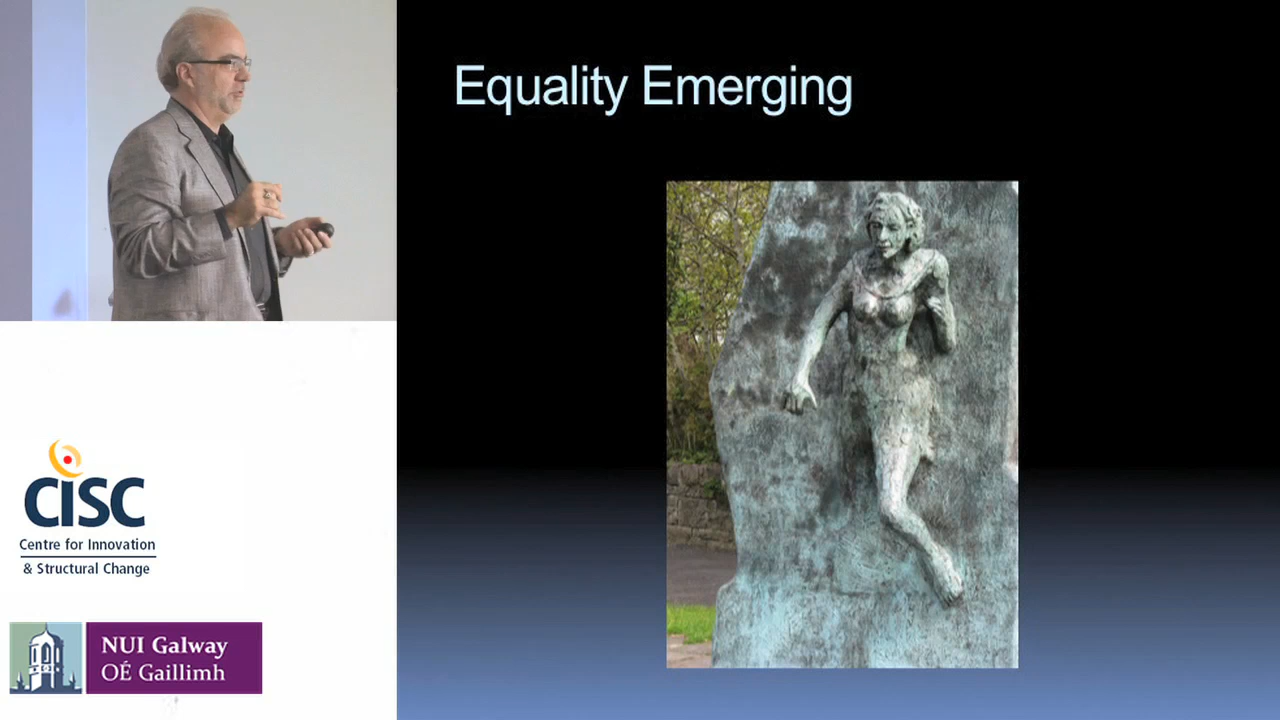 Equality Emerging
CISC
Centre for Innovation
& Structural Change
NUI Galway
OÉ Gaillimh